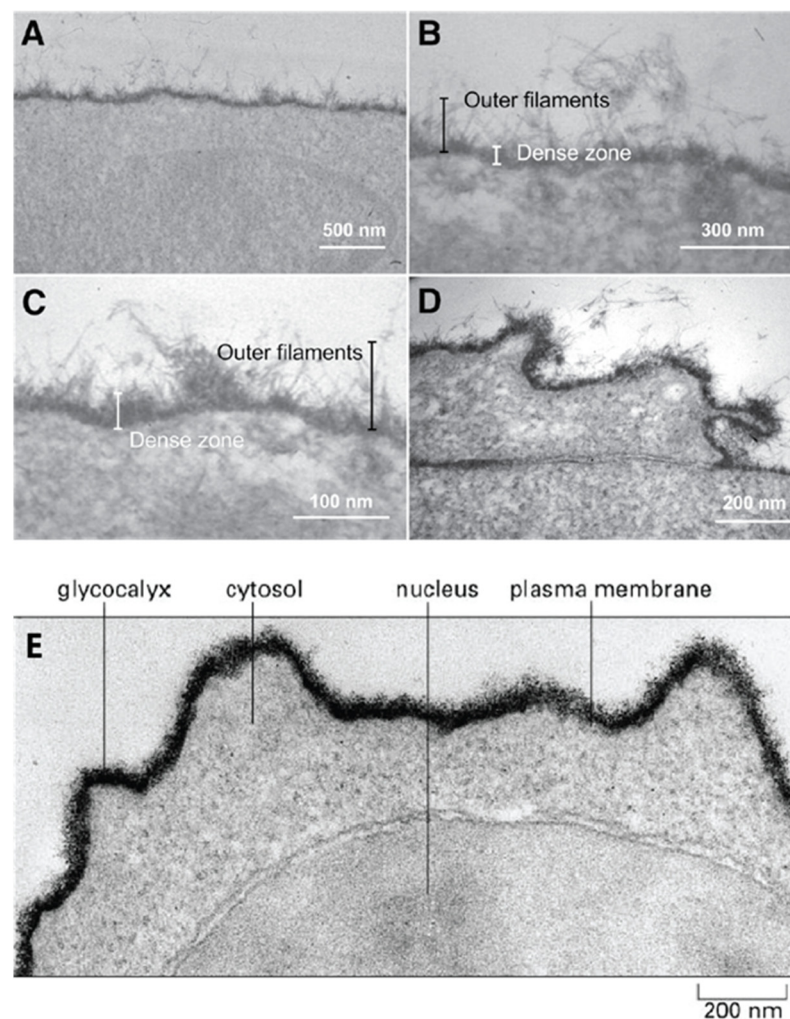 A
500 nm
B
Outer filaments
Dense zone
300 nm
C
Outer filaments
Dense zone
100 nm
D
200 nm
glycocalyx cytosol nucleus plasma membrane
E
200 nm